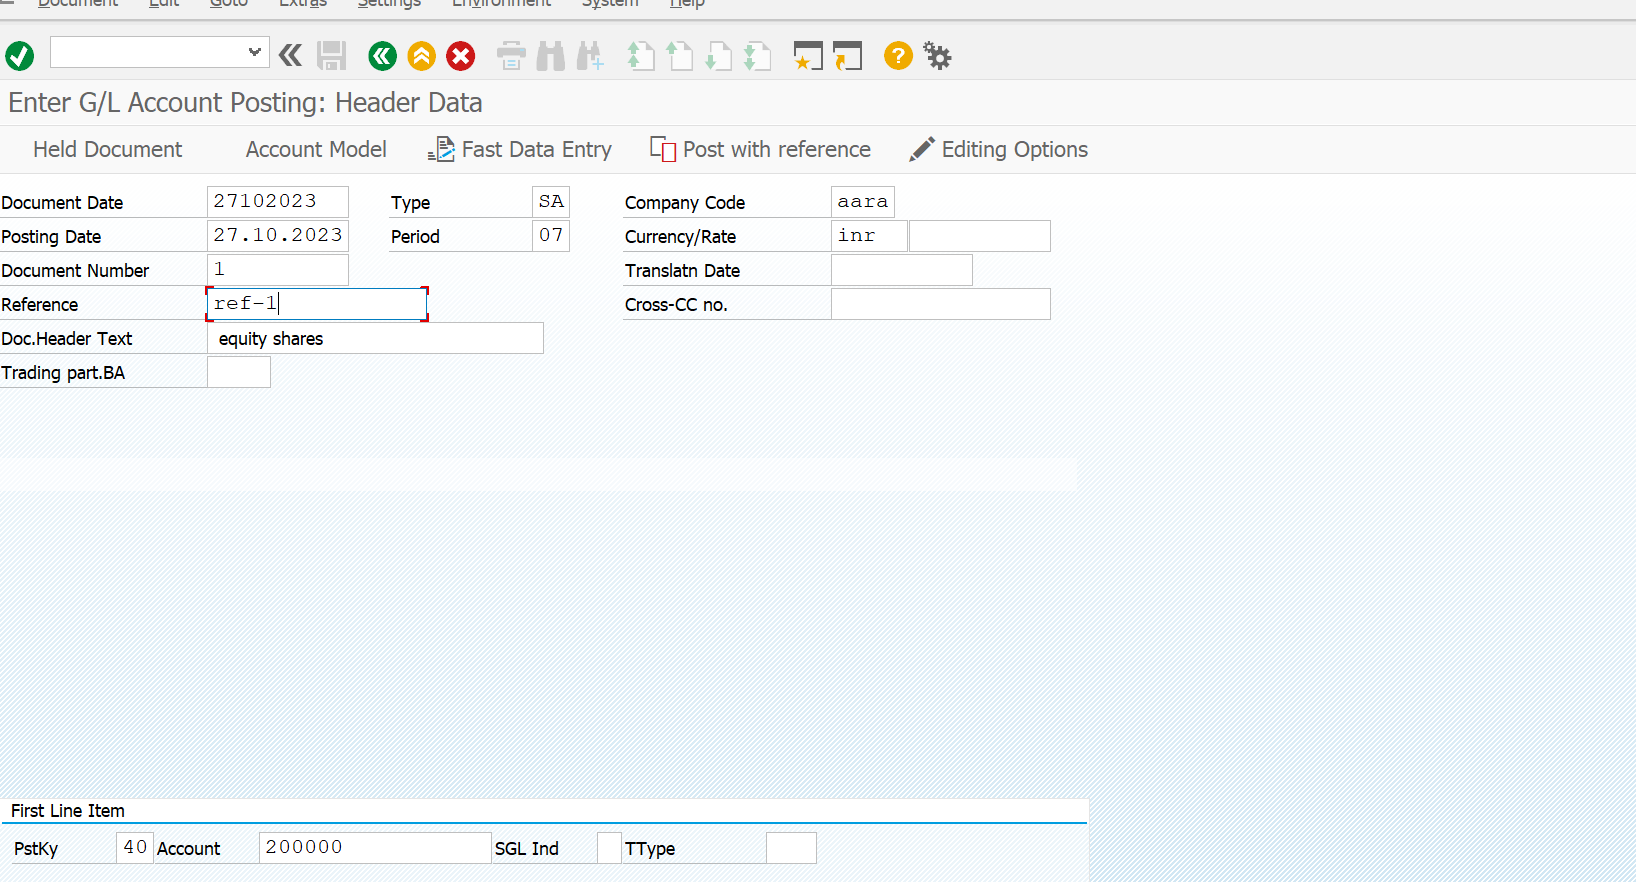 Document Edit Goto Extras Settings Environment System Help
Enter G/L Account Posting: Header Data
Held Document Account Model Fast Data Entry Post with reference Editing Options
Document Date 27102023 Type SA Company Code aara
Posting Date 27.10.2023 Period 07 Currency/Rate inr
Document Number 1 Translatn Date
Reference ref-1 Cross-CC no.
Doc.Header Text equity shares
Trading part.BA
First Line Item
PstKy 40 Account 200000 SGL Ind TType